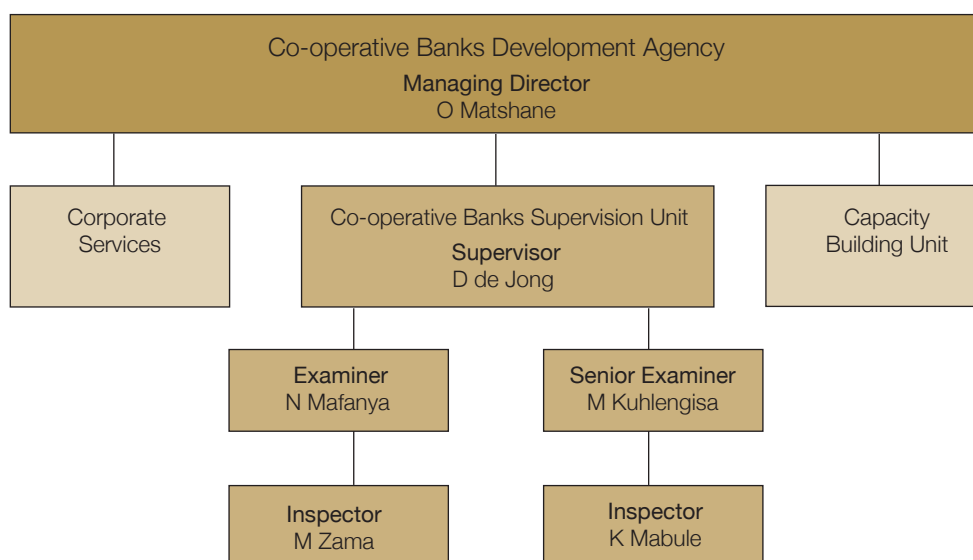 Co-operative Banks Development Agency
Managing Director
O Matshane
Corporate
Services
Co-operative Banks Supervision Unit
Supervisor
D de Jong
Capacity
Building Unit
Examiner
N Mafanya
Senior Examiner
M Kuhlengisa
Inspector
M Zama
Inspector
K Mabule